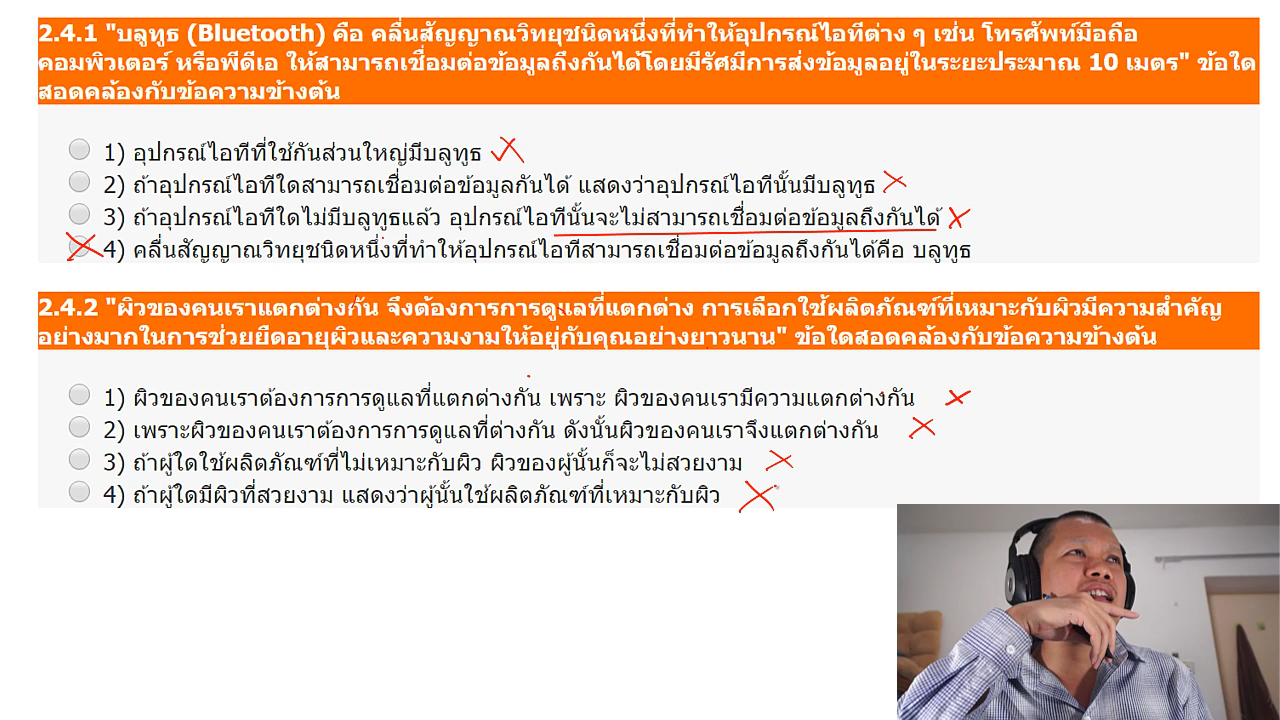 2.4.1 "บลูทูธ (Bluetooth) คือ คลื่นสัญญาณวิทยุชนิดหนึ่งที่ทำให้อุปกรณ์ไอทีต่าง ๆ เช่น โทรศัพท์มือถือ
คอมพิวเตอร์ หรือพีดีเอ ให้สามารถเชื่อมต่อข้อมูลถึงกันได้โดยมีรัศมีการส่งข้อมูลอยู่ในระยะประมาณ 10 เมตร" ข้อใด
สอดคล้องกับข้อความข้างต้น
1) อุปกรณ์ไอทีที่ใช้กันส่วนใหญ่มีบลูทูธ
2) ถ้าอุปกรณ์ไอทีใดสามารถเชื่อมต่อข้อมูลกันได้ แสดงว่าอุปกรณ์ไอทีนั้นมีบลูทูธ
3) ถ้าอุปกรณ์ไอทีใดไม่มีบลูทูธแล้ว อุปกรณ์ไอทีนั้นจะไม่สามารถเชื่อมต่อข้อมูลถึงกันได้
4) คลื่นสัญญาณวิทยุชนิดหนึ่งที่ทำให้อุปกรณ์ไอทีสามารถเชื่อมต่อข้อมูลถึงกันได้คือ บลูทูธ
2.4.2 "ผิวของคนเราแตกต่างกัน จึงต้องการการดูแลที่แตกต่าง การเลือกใช้ผลิตภัณฑ์ที่เหมาะกับผิวมีความสำคัญ
อย่างมากในการช่วยยืดอายุผิวและความงามให้อยู่กับคุณอย่างยาวนาน" ข้อใดสอดคล้องกับข้อความข้างต้น
1) ผิวของคนเราต้องการการดูแลที่แตกต่างกัน เพราะ ผิวของคนเรามีความแตกต่างกัน
2) เพราะผิวของคนเราต้องการการดูแลที่ต่างกัน ดังนั้นผิวของคนเราจึงแตกต่างกัน
3) ถ้าผู้ใดใช้ผลิตภัณฑ์ที่ไม่เหมาะกับผิว ผิวของผู้นั้นก็จะไม่สวยงาม
4) ถ้าผู้ใดมีผิวที่สวยงาม แสดงว่าผู้นั้นใช้ผลิตภัณฑ์ที่เหมาะกับผิว